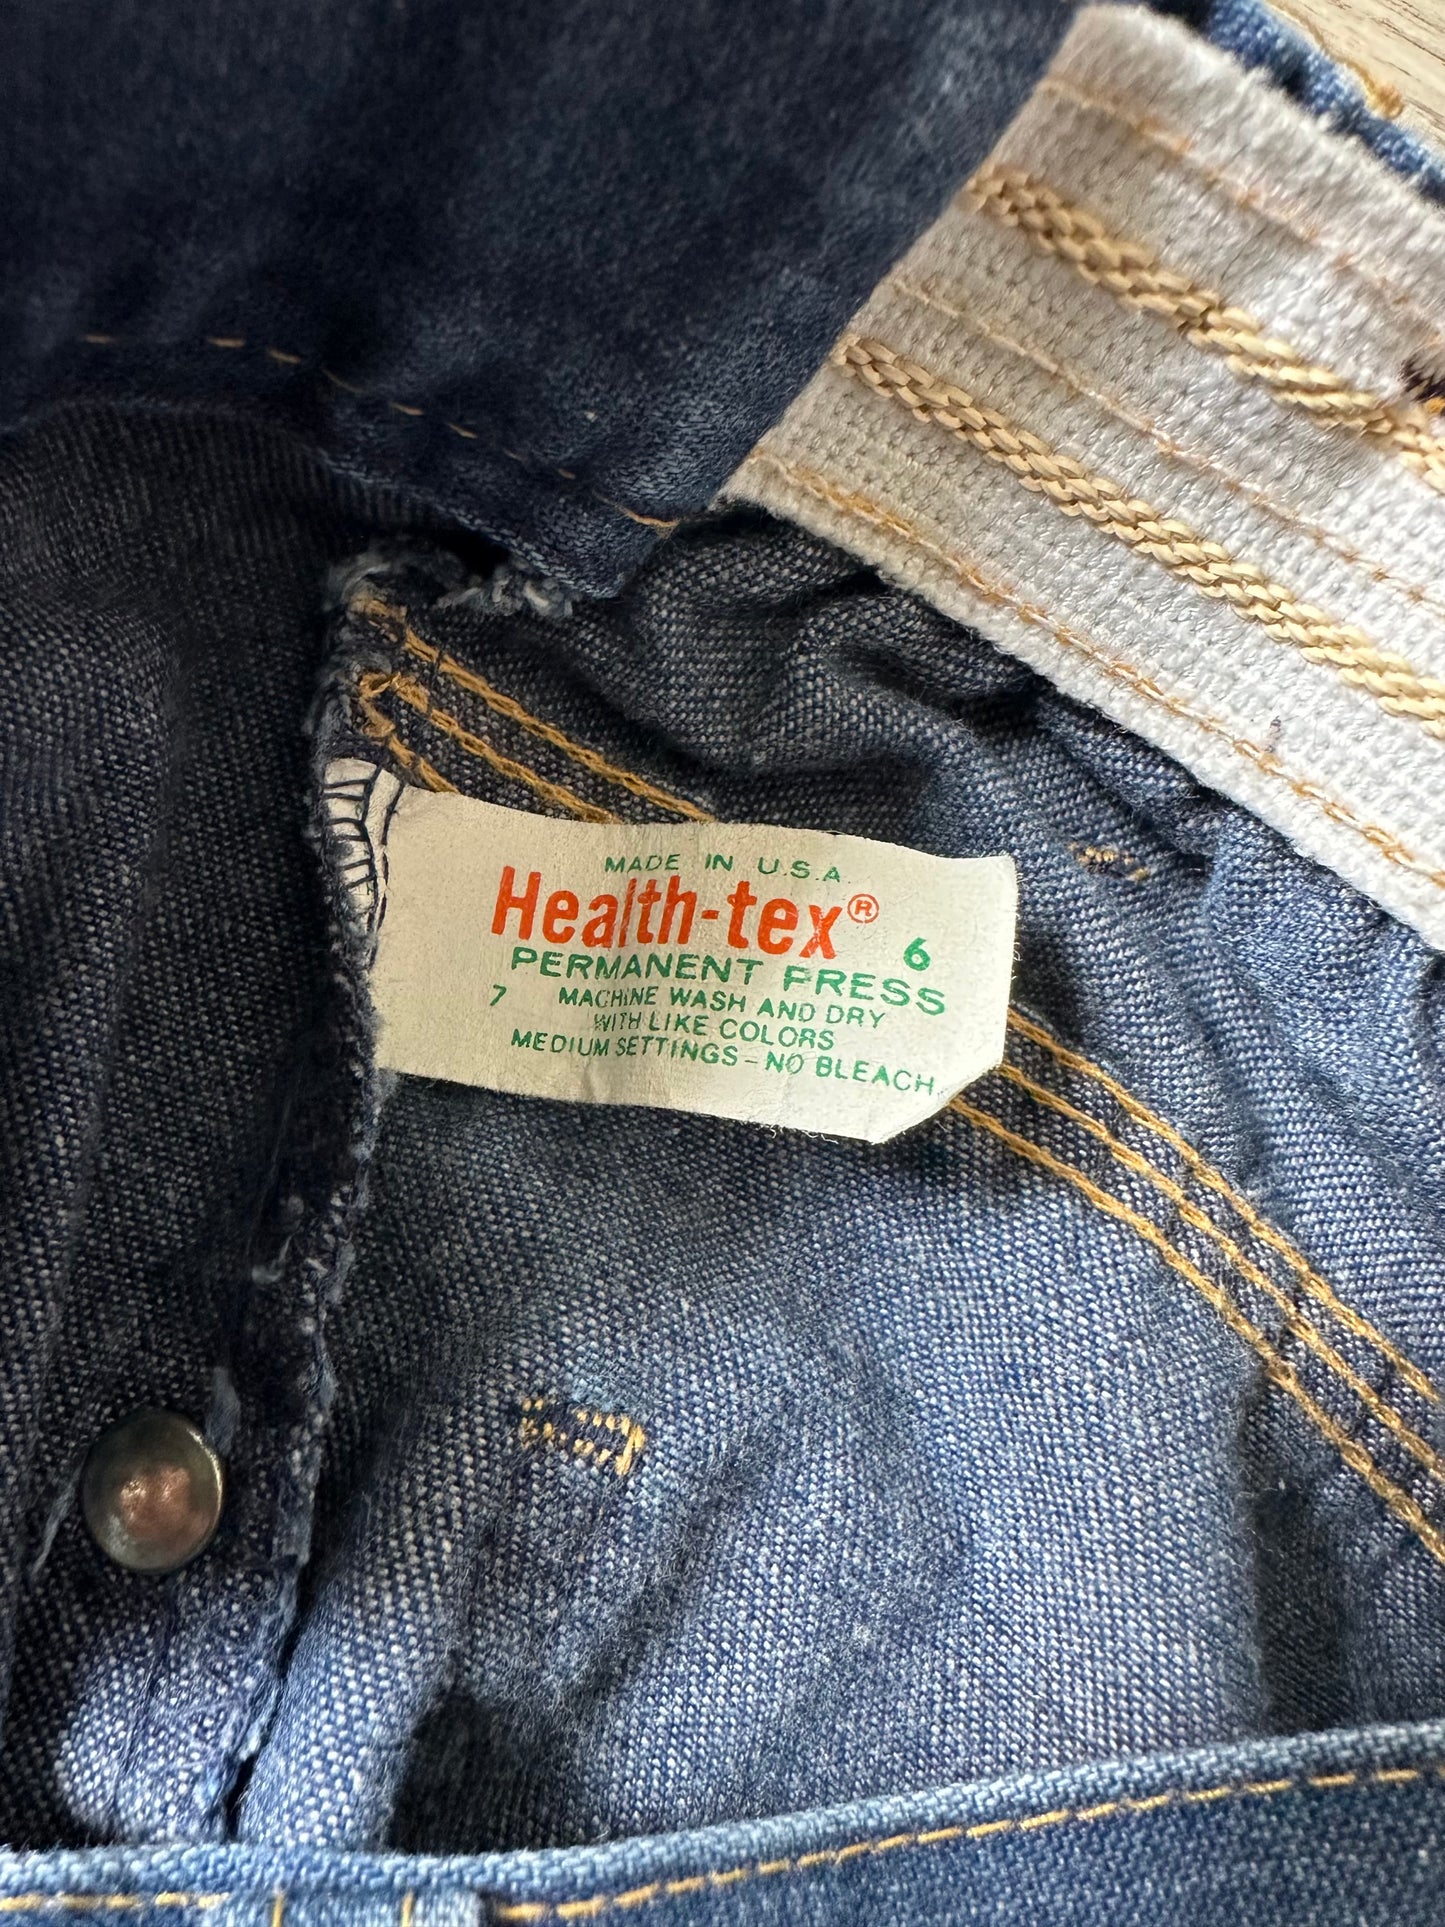 MADE IN U.S.A.
Health-tex® 6
PERMANENT PRESS
7 MACHINE WASH AND DRY
WITH LIKE COLORS
MEDIUM SETTINGS – NO BLEACH